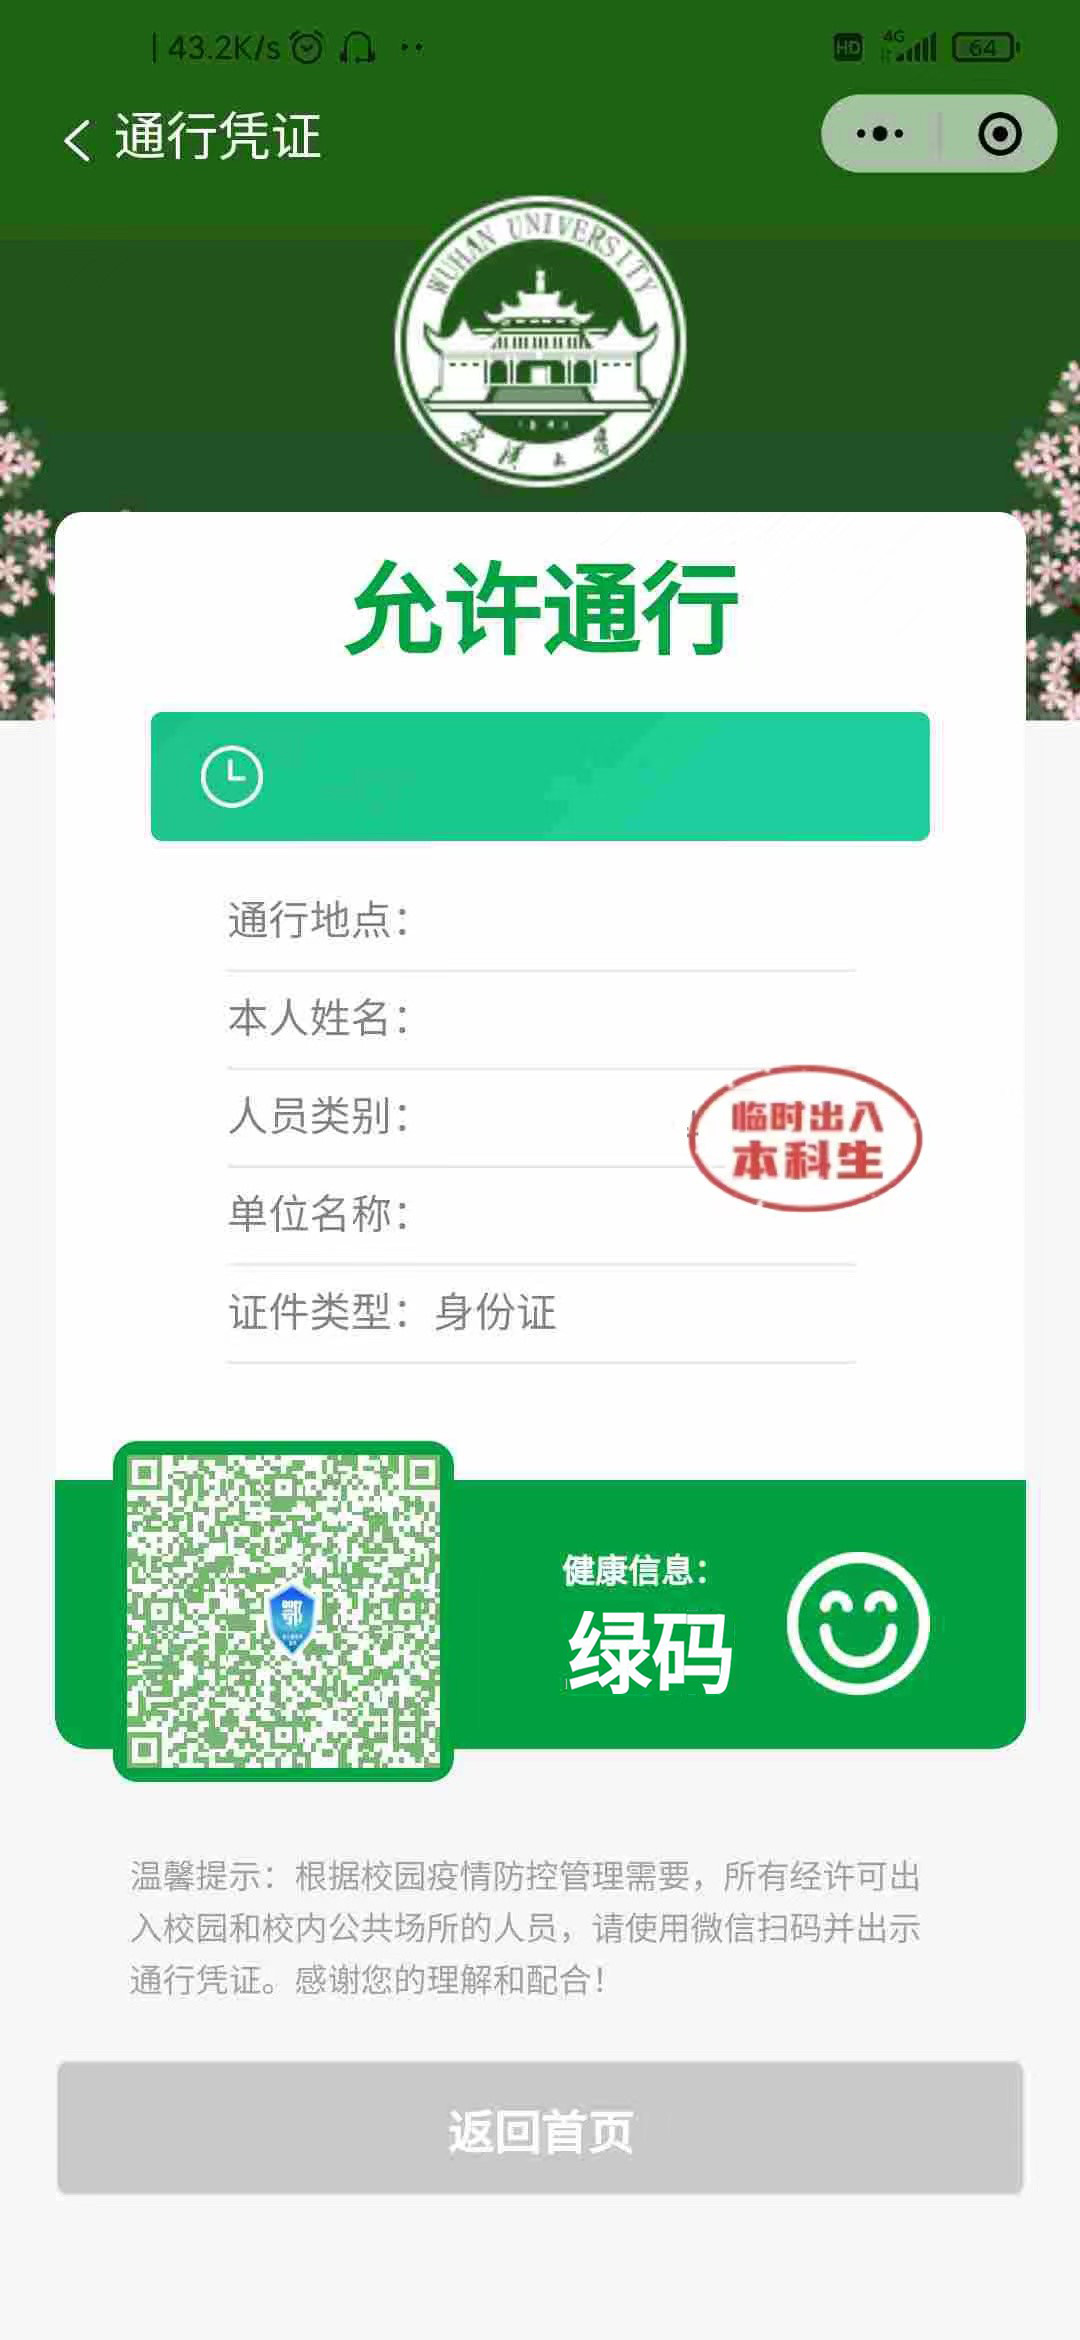 43.2K/s
HD 4G 64
通行凭证
WUHAN UNIVERSITY
武汉大学
允许通行
通行地点：
本人姓名：
人员类别：
临时出入
本科生
单位名称：
证件类型：身份证
鄂
健康信息：
绿码
温馨提示：根据校园疫情防控管理需要，所有经许可出
入校园和校内公共场所的人员，请使用微信扫码并出示
通行凭证。感谢您的理解和配合！
返回首页